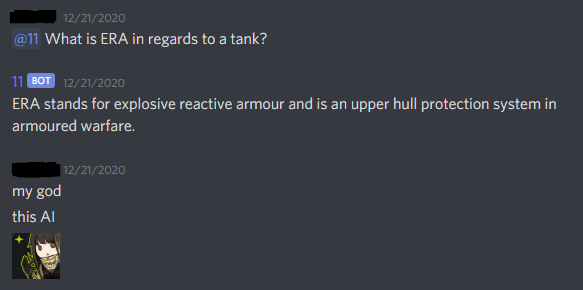 12/21/2020
@11 What is ERA in regards to a tank?
11 BOT 12/21/2020
ERA stands for explosive reactive armour and is an upper hull protection system in
armoured warfare.
12/21/2020
my god
this AI